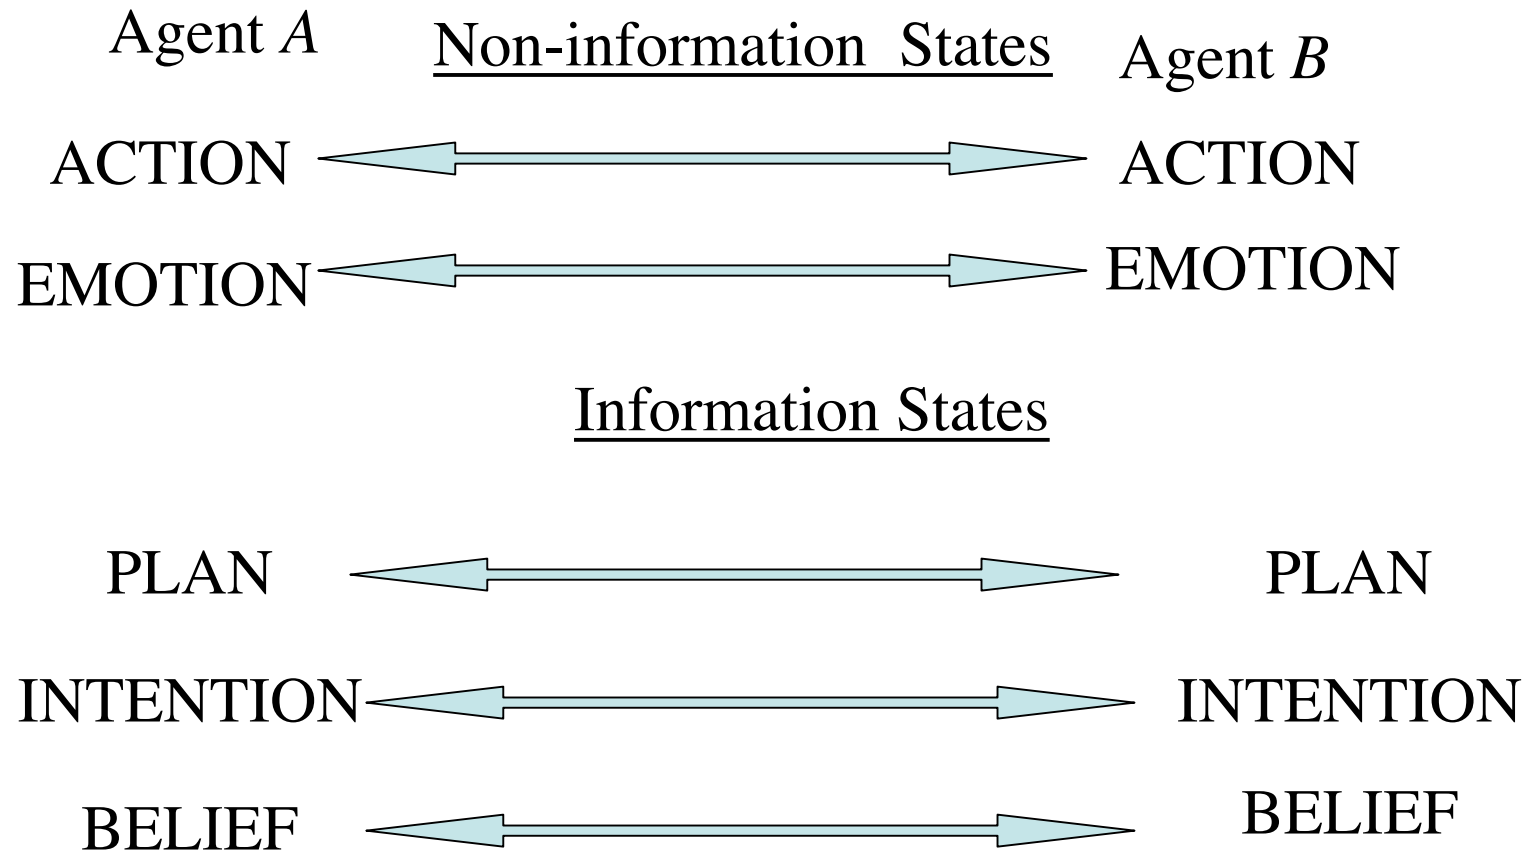 Agent A Non-information States Agent B
ACTION ACTION
EMOTION EMOTION
Information States
PLAN PLAN
INTENTION INTENTION
BELIEF BELIEF